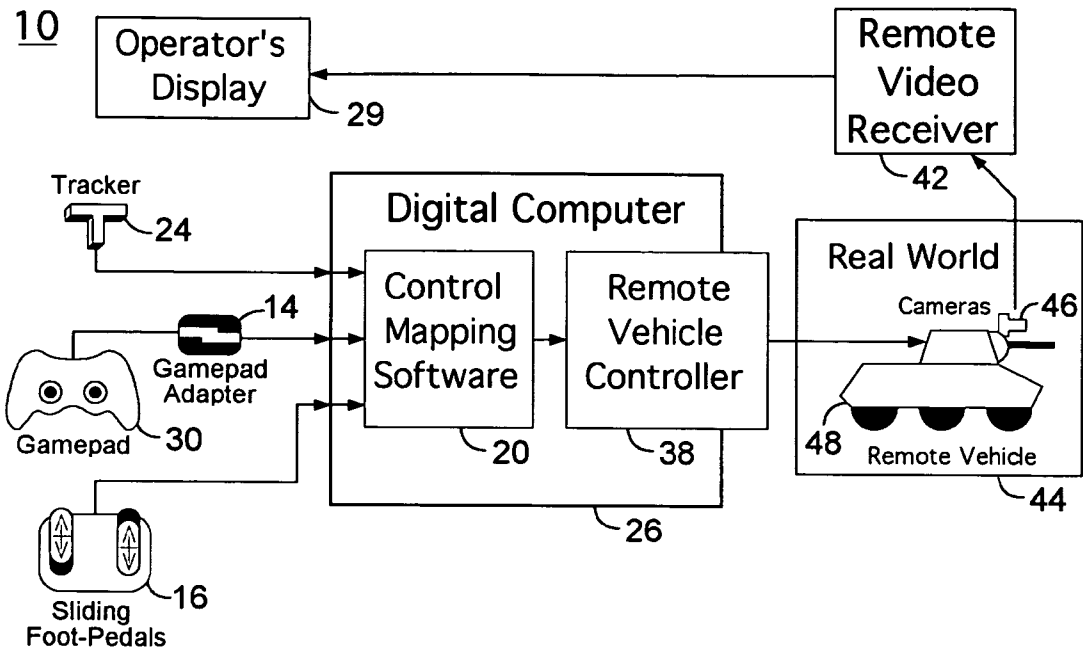 10
Operator's
Display
29
Remote
Video
Receiver
42
Tracker
24
Digital Computer
Control
Mapping
Software
20
Remote
Vehicle
Controller
38
26
14
Gamepad
Adapter
Gamepad
30
16
Sliding
Foot-Pedals
Real World
Cameras
46
48
Remote Vehicle
44